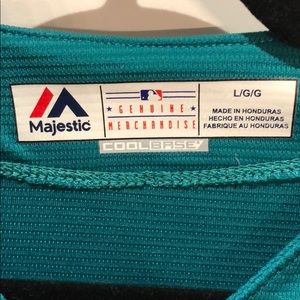 Majestic
GENUINE
MERCHANDISE
L/G/G
MADE IN HONDURAS
HECHO EN HONDURAS
FABRIQUE AU HONDURAS
COOLBASE